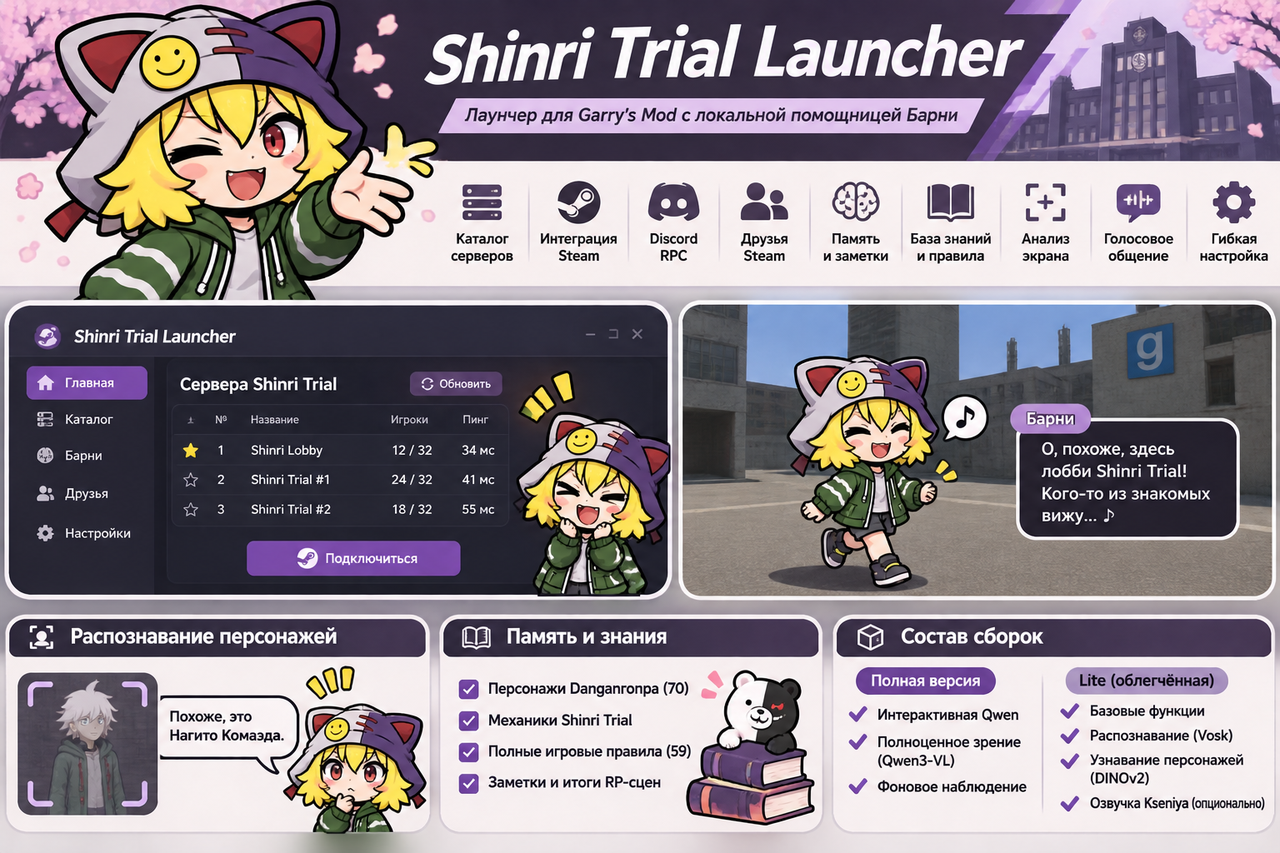 Shinri Trial Launcher
Лаунчер для Garry's Mod с локальной помощницей Барни
Каталог
серверов
Интеграция
Steam
Discord
RPC
Друзья
Steam
Память
и заметки
База знаний
и правила
Анализ
экрана
Голосовое
общение
Гибкая
настройка
Shinri Trial Launcher
Главная
Каталог
Барни
Друзья
Настройки
Сервера Shinri Trial
Обновить
№ Название Игроки Пинг
1 Shinri Lobby 12 / 32 34 мс
2 Shinri Trial #1 24 / 32 41 мс
3 Shinri Trial #2 18 / 32 55 мс
Подключиться
g
Барни
О, похоже, здесь
лобби Shinri Trial!
Кого-то из знакомых
вижу... ♪
Распознавание персонажей
Похоже, это
Нагито Комаэда.
Память и знания
Персонажи Danganronpa (70)
Механики Shinri Trial
Полные игровые правила (59)
Заметки и итоги RP-сцен
Состав сборок
Полная версия
Интерактивная Qwen
Полноценное зрение
(Qwen3-VL)
Фоновое наблюдение
Lite (облегчённая)
Базовые функции
Распознавание (Vosk)
Узнавание персонажей
(DINOv2)
Озвучка Kseniya (опционально)